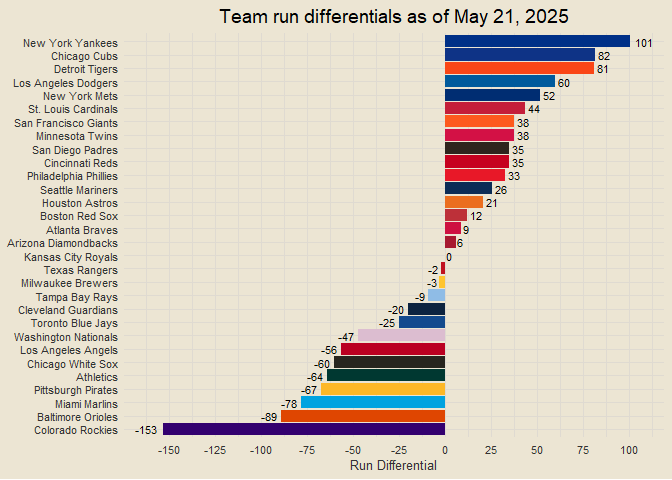 Team run differentials as of May 21, 2025
New York Yankees 101
Chicago Cubs 82
Detroit Tigers 81
Los Angeles Dodgers 60
New York Mets 52
St. Louis Cardinals 44
San Francisco Giants 38
Minnesota Twins 38
San Diego Padres 35
Cincinnati Reds 35
Philadelphia Phillies 33
Seattle Mariners 26
Houston Astros 21
Boston Red Sox 12
Atlanta Braves 9
Arizona Diamondbacks 6
Kansas City Royals 0
Texas Rangers -2
Milwaukee Brewers -3
Tampa Bay Rays -9
Cleveland Guardians -20
Toronto Blue Jays -25
Washington Nationals -47
Los Angeles Angels -56
Chicago White Sox -60
Athletics -64
Pittsburgh Pirates -67
Miami Marlins -78
Baltimore Orioles -89
Colorado Rockies -153
-150 -125 -100 -75 -50 -25 0 25 50 75 100
Run Differential